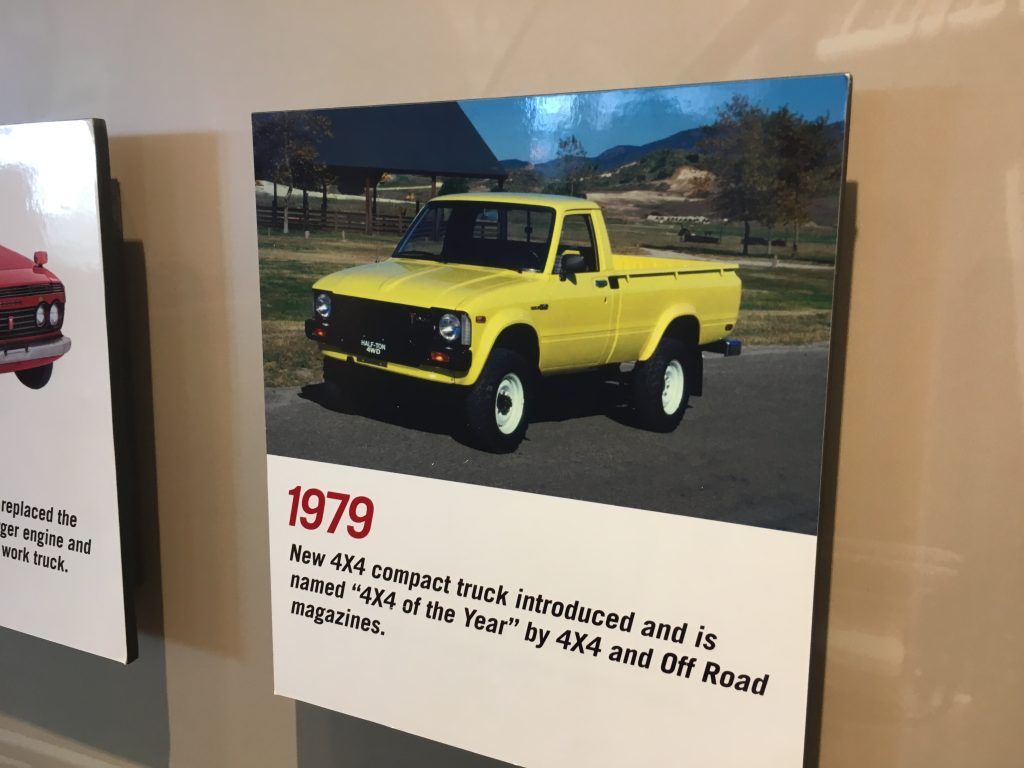 replaced the
ger engine and
work truck.
HALF-TON
4WD
1979
New 4X4 compact truck introduced and is
named “4X4 of the Year” by 4X4 and Off Road
magazines.